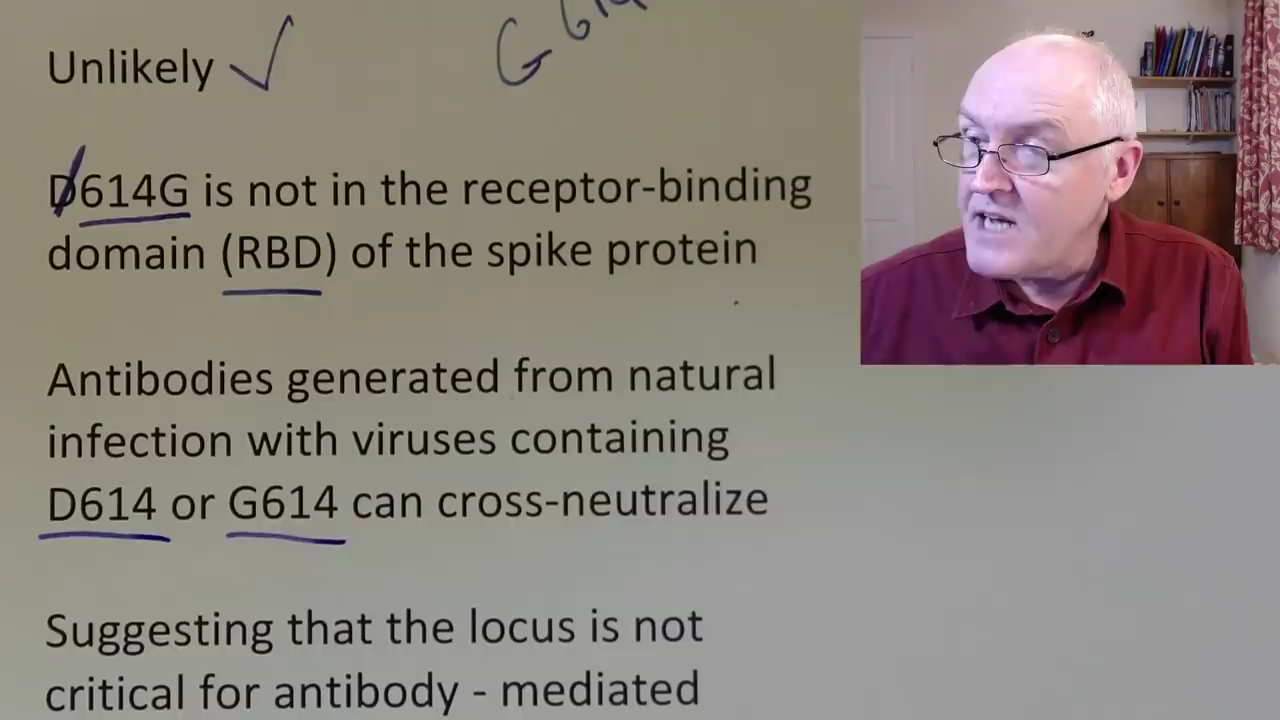 Unlikely ✓
G
D614G is not in the receptor-binding
domain (RBD) of the spike protein
Antibodies generated from natural
infection with viruses containing
D614 or G614 can cross-neutralize
Suggesting that the locus is not
critical for antibody - mediated